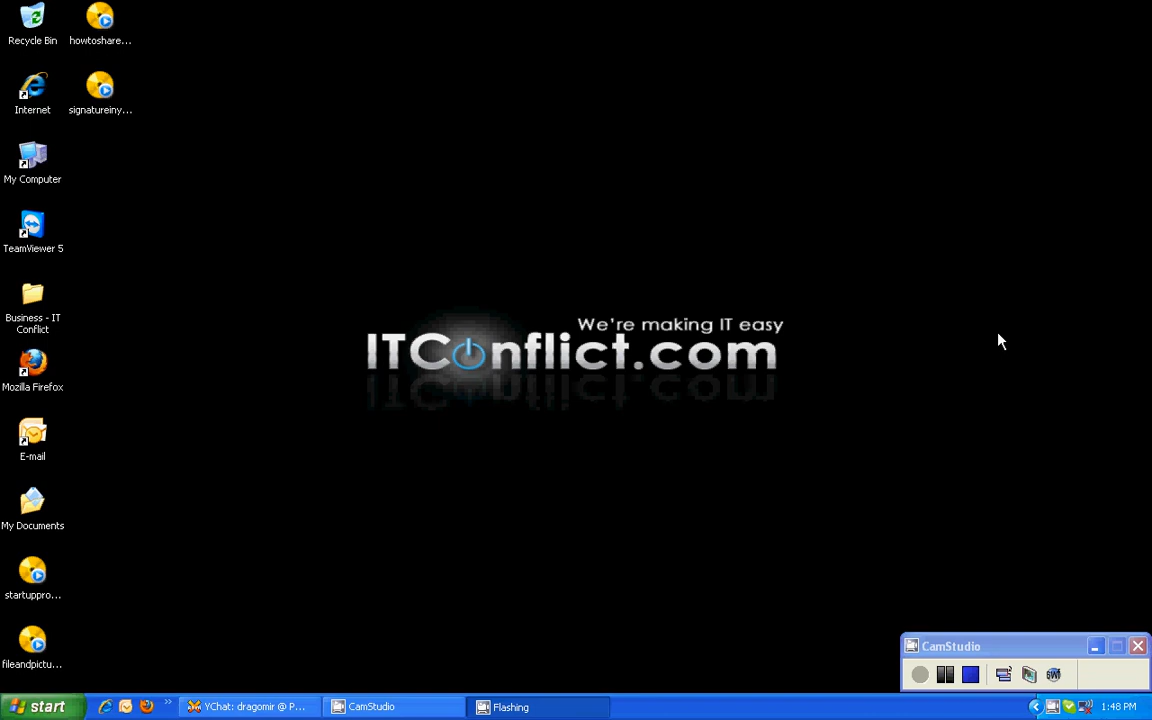 Recycle Bin
howtoshare...
Internet
signatureiny...
My Computer
TeamViewer 5
Business - IT
Conflict
Mozilla Firefox
E-mail
My Documents
startuppro...
fileandpictu...
We're making IT easy
ITConflict.com
CamStudio
start
YChat: dragomir @ P...
CamStudio
Flashing
1:48 PM